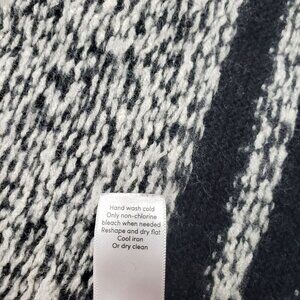 Hand wash cold
Only non-chlorine
bleach when needed
Reshape and dry flat
Cool iron
Or dry clean